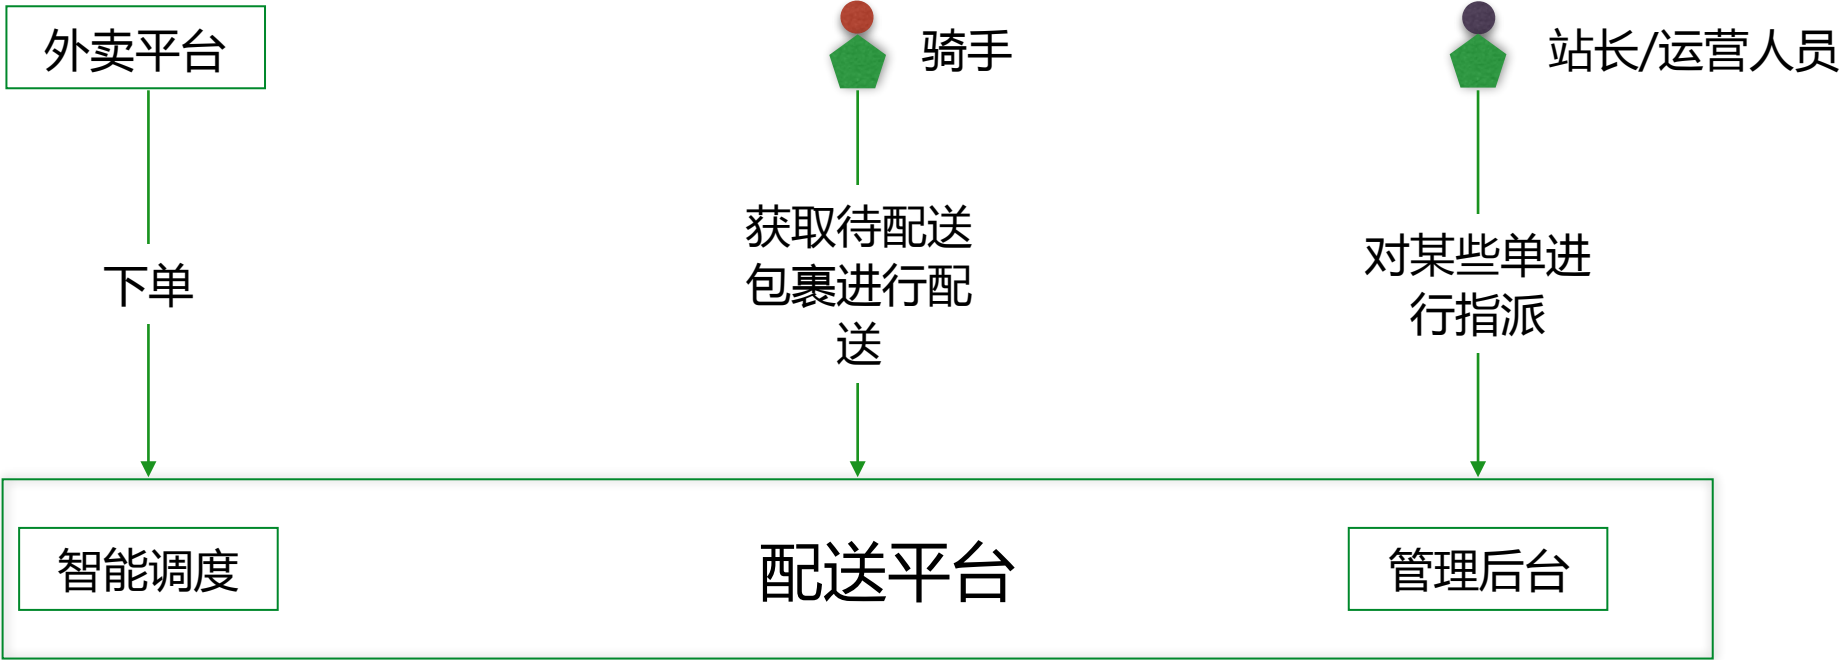 外卖平台
骑手
站长/运营人员
下单
获取待配送
包裹进行配
送
对某些单进
行指派
智能调度
配送平台
管理后台